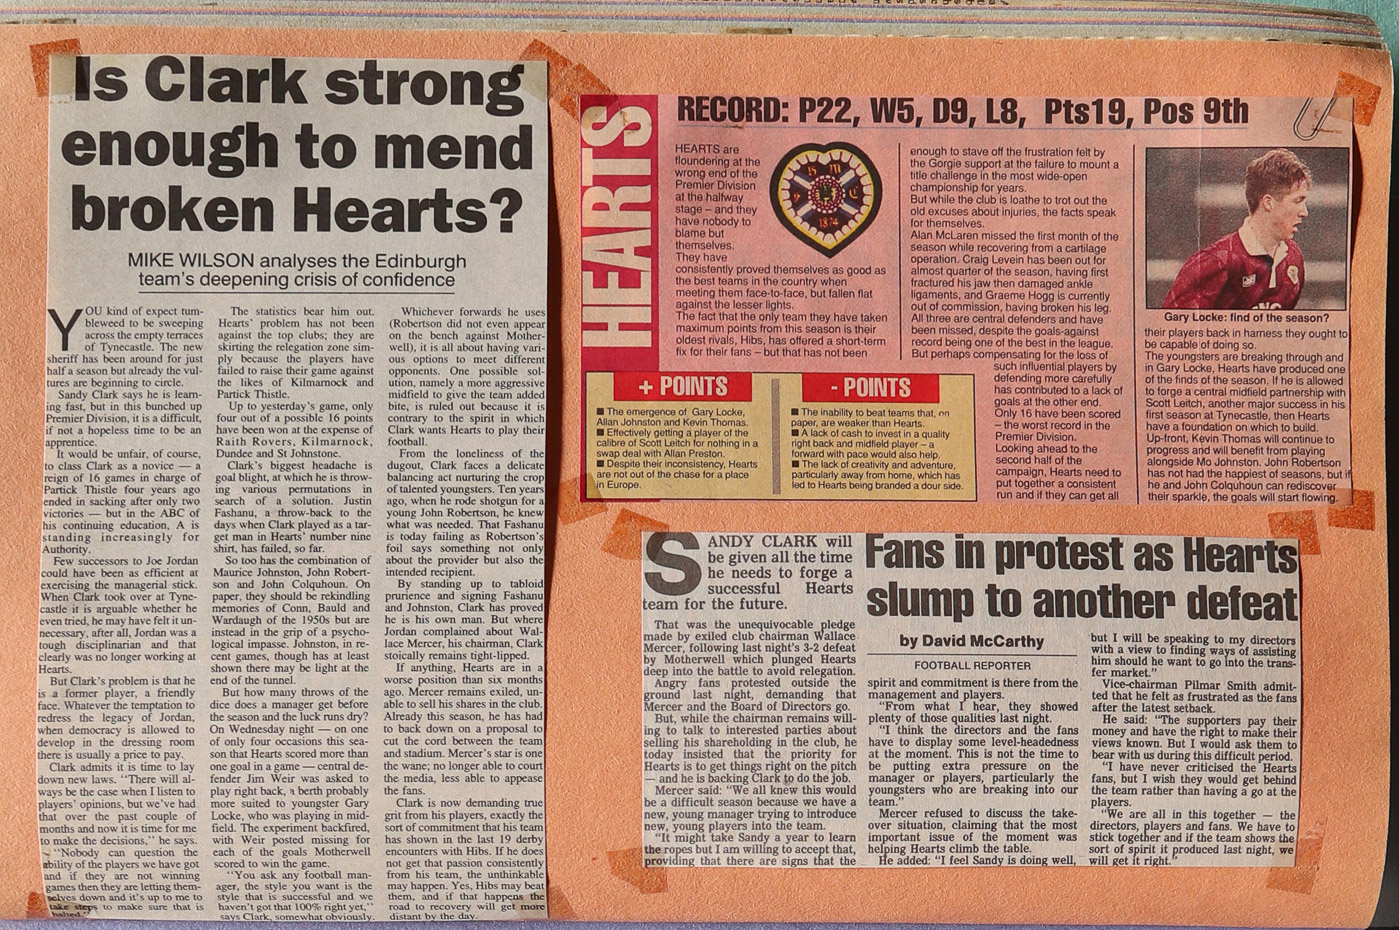 Is Clark strong
enough to mend
broken Hearts?
MIKE WILSON analyses the Edinburgh
team's deepening crisis of confidence
YOU kind of expect tum-
bleweed to be sweeping
across the empty terraces
of Tynecastle. The new
sheriff has been around for just
half a season but already the vul-
tures are beginning to circle.
Sandy Clark says he is learn-
ing fast, but in this bunched up
Premier Division, it is a difficult,
if not a hopeless time to be an
apprentice.
It would be unfair, of course,
to class Clark as a novice — a
reign of 16 games in charge of
Partick Thistle four years ago
ended in sacking after only two
victories — but in the ABC of
his continuing education, A is
standing increasingly for
Authority.
Few successors to Joe Jordan
could have been as efficient at
exercising the managerial stick.
When Clark took over at Tyne-
castle it is arguable whether he
even tried, he may have felt it un-
necessary, after all, Jordan was a
tough disciplinarian and that
clearly was no longer working at
Hearts.
But Clark's problem is that he
is a former player, a friendly
face. Whatever the temptation to
redress the legacy of Jordan,
when democracy is allowed to
develop in the dressing room
there is usually a price to pay.
Clark admits it is time to lay
down new laws. "There will al-
ways be the case when I listen to
players' opinions, but we've had
that over the past couple of
months and now it is time for me
to make the decisions," he says.
"Nobody can question the
ability of the players we have got
and if they are not winning
games then they are letting them-
selves down and it's up to me to
take steps to make sure that is
halted."
The statistics bear him out.
Hearts' problem has not been
against the top clubs; they are
skirting the relegation zone sim-
ply because the players have
failed to raise their game against
the likes of Kilmarnock and
Partick Thistle.
Up to yesterday's game, only
four out of a possible 16 points
have been won at the expense of
Raith Rovers, Kilmarnock,
Dundee and St Johnstone.
Clark's biggest headache is
goal blight, at which he is throw-
ing various permutations in
search of a solution. Justin
Fashanu, a throw-back to the
days when Clark played as a tar-
get man in Hearts' number nine
shirt, has failed, so far.
So too has the combination of
Maurice Johnston, John Robert-
son and John Colquhoun. On
paper, they should be rekindling
memories of Conn, Bauld and
Wardaugh of the 1950s but are
instead in the grip of a psycho-
logical impasse. Johnston, in re-
cent games, though has at least
shown there may be light at the
end of the tunnel.
But how many throws of the
dice does a manager get before
the season and the luck runs dry?
On Wednesday night — on one
of only four occasions this sea-
son that Hearts scored more than
one goal in a game — central de-
fender Jim Weir was asked to
play right back, a berth probably
more suited to youngster Gary
Locke, who was playing in mid-
field. The experiment backfired,
with Weir posted missing for
each of the goals Motherwell
scored to win the game.
"You ask any football man-
ager, the style you want is the
style that is successful and we
haven't got that 100% right yet,"
says Clark, somewhat obviously.
Whichever forwards he uses
(Robertson did not even appear
on the bench against Mother-
well), it is all about having vari-
ous options to meet different
opponents. One possible sol-
ution, namely a more aggressive
midfield to give the team added
bite, is ruled out because it is
contrary to the spirit in which
Clark wants Hearts to play their
football.
From the loneliness of the
dugout, Clark faces a delicate
balancing act nurturing the crop
of talented youngsters. Ten years
ago, when he rode shotgun for a
young John Robertson, he knew
what was needed. That Fashanu
is today failing as Robertson's
foil says something not only
about the provider but also the
intended recipient.
By standing up to tabloid
prurience and signing Fashanu
and Johnston, Clark has proved
he is his own man. But where
Jordan complained about Wal-
lace Mercer, his chairman, Clark
stoically remains tight-lipped.
If anything, Hearts are in a
worse position than six months
ago. Mercer remains exiled, un-
able to sell his shares in the club.
Already this season, he has had
to back down on a proposal to
cut the cord between the team
and stadium. Mercer's star is one
the wane; no longer able to court
the media, less able to appease
the fans.
Clark is now demanding true
grit from his players, exactly the
sort of commitment that his team
has shown in the last 19 derby
encounters with Hibs. If he does
not get that passion consistently
from his team, the unthinkable
may happen. Yes, Hibs may beat
them, and if that happens the
road to recovery will get more
distant by the day.
HEARTS
RECORD: P22, W5, D9, L8, Pts19, Pos 9th
HEARTS are
floundering at the
wrong end of the
Premier Division
at the halfway
stage – and they
have nobody to
blame but
themselves.
They have
consistently proved themselves as good as
the best teams in the country when
meeting them face-to-face, but fallen flat
against the lesser lights.
The fact that the only team they have taken
maximum points from this season is their
oldest rivals, Hibs, has offered a short-term
fix for their fans – but that has not been
enough to stave off the frustration felt by
the Gorgie support at the failure to mount a
title challenge in the most wide-open
championship for years.
But while the club is loathe to trot out the
old excuses about injuries, the facts speak
for themselves.
Alan McLaren missed the first month of the
season while recovering from a cartilage
operation. Craig Levein has been out for
almost quarter of the season, having first
fractured his jaw then damaged ankle
ligaments, and Graeme Hogg is currently
out of commission, having broken his leg.
All three are central defenders and have
been missed, despite the goals-against
record being one of the best in the league.
But perhaps compensating for the loss of
such influential players by
defending more carefully
has contributed to a lack of
goals at the other end.
Only 16 have been scored
– the worst record in the
Premier Division.
Looking ahead to the
second half of the
campaign, Hearts need to
put together a consistent
run and if they can get all
Gary Locke: find of the season?
their players back in harness they ought to
be capable of doing so.
The youngsters are breaking through and
in Gary Locke, Hearts have produced one
of the finds of the season. If he is allowed
to forge a central midfield partnership with
Scott Leitch, another major success in his
first season at Tynecastle, then Hearts
have a foundation on which to build.
Up-front, Kevin Thomas will continue to
progress and will benefit from playing
alongside Mo Johnston. John Robertson
has not had the happiest of seasons, but if
he and John Colquhoun can rediscover
their sparkle, the goals will start flowing.
+ POINTS
■ The emergence of Gary Locke,
Allan Johnston and Kevin Thomas.
■ Effectively getting a player of the
calibre of Scott Leitch for nothing in a
swap deal with Allan Preston.
■ Despite their inconsistency, Hearts
are not out of the chase for a place
in Europe.
- POINTS
■ The inability to beat teams that, on
paper, are weaker than Hearts.
■ A lack of cash to invest in a quality
right back and midfield player – a
forward with pace would also help.
■ The lack of creativity and adventure,
particularly away from home, which has
led to Hearts being branded a dour side.
Fans in protest as Hearts
slump to another defeat
by David McCarthy
FOOTBALL REPORTER
SANDY CLARK will
be given all the time
he needs to forge a
successful Hearts
team for the future.
That was the unequivocable pledge
made by exiled club chairman Wallace
Mercer, following last night's 3-2 defeat
by Motherwell which plunged Hearts
deep into the battle to avoid relegation.
Angry fans protested outside the
ground last night, demanding that
Mercer and the Board of Directors go.
But, while the chairman remains will-
ing to talk to interested parties about
selling his shareholding in the club, he
today insisted that the priority for
Hearts is to get things right on the pitch
— and he is backing Clark to do the job.
Mercer said: "We all knew this would
be a difficult season because we have a
new, young manager trying to introduce
new, young players into the team.
"It might take Sandy a year to learn
the ropes but I am willing to accept that,
providing that there are signs that the
spirit and commitment is there from the
management and players.
"From what I hear, they showed
plenty of those qualities last night.
"I think the directors and the fans
have to display some level-headedness
at the moment. This is not the time to
be putting extra pressure on the
manager or players, particularly the
youngsters who are breaking into our
team."
Mercer refused to discuss the take-
over situation, claiming that the most
important issue of the moment was
helping Hearts climb the table.
He added: "I feel Sandy is doing well,
but I will be speaking to my directors
with a view to finding ways of assisting
him should he want to go into the trans-
fer market."
Vice-chairman Pilmar Smith admit-
ted that he felt as frustrated as the fans
after the latest setback.
He said: "The supporters pay their
money and have the right to make their
views known. But I would ask them to
bear with us during this difficult period.
"I have never criticised the Hearts
fans, but I wish they would get behind
the team rather than having a go at the
players.
"We are all in this together — the
directors, players and fans. We have to
stick together and if the team shows the
sort of spirit it produced last night, we
will get it right."